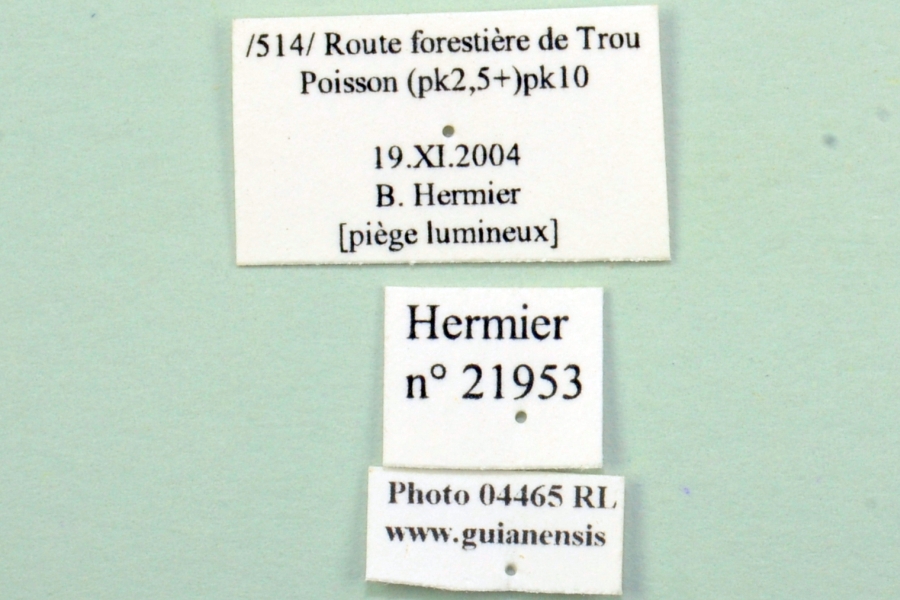 /514/ Route forestière de Trou
Poisson (pk2,5+)pk10
19.XI.2004
B. Hermier
[piège lumineux]
Hermier
n° 21953
Photo 04465 RL
www.guianensis